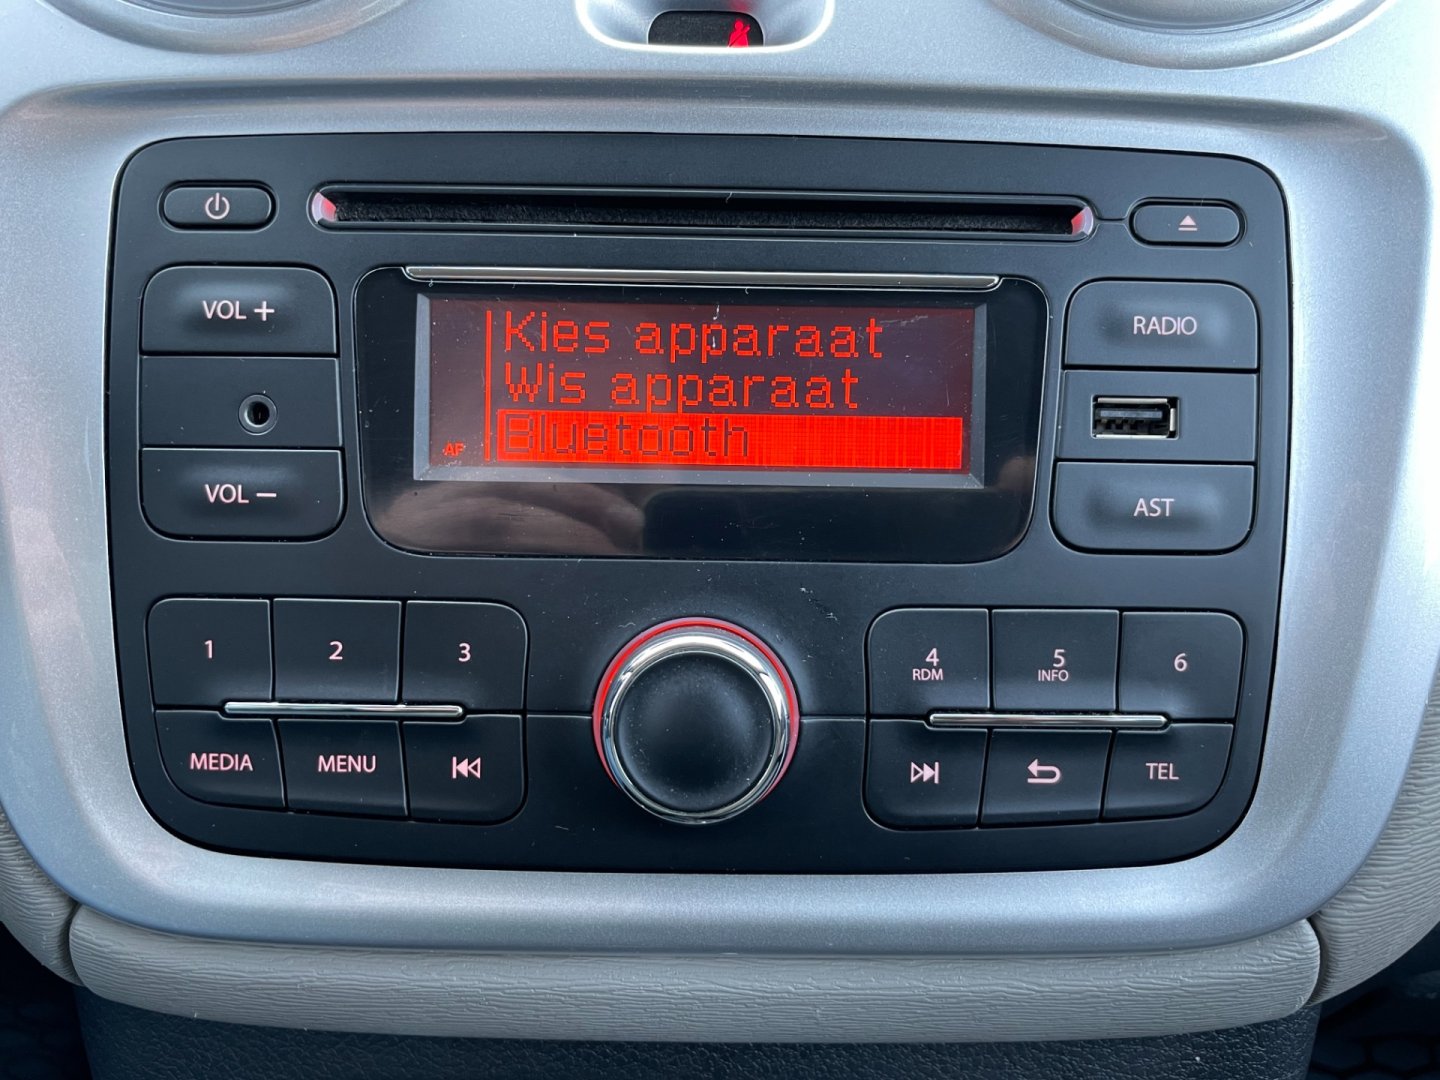 VOL +
VOL −
Kies apparaat
Wis apparaat
Bluetooth
AF
RADIO
AST
1
2
3
4
RDM
5
INFO
6
MEDIA
MENU
TEL